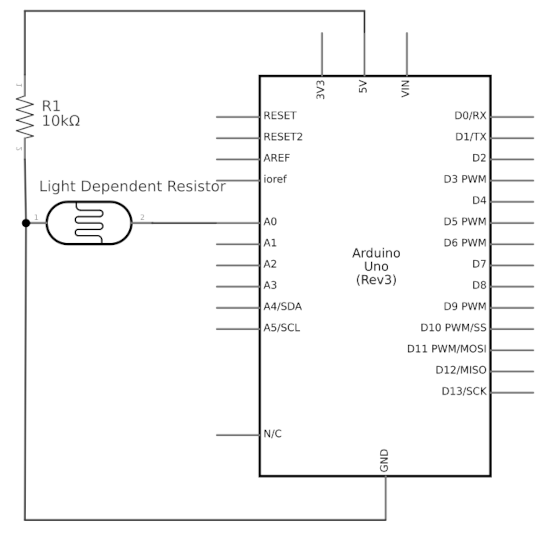 3V3
5V
VIN
1
R1
10kΩ
2
Light Dependent Resistor
1
2
RESET
RESET2
AREF
ioref
A0
A1
A2
A3
A4/SDA
A5/SCL
N/C
Arduino
Uno
(Rev3)
D0/RX
D1/TX
D2
D3 PWM
D4
D5 PWM
D6 PWM
D7
D8
D9 PWM
D10 PWM/SS
D11 PWM/MOSI
D12/MISO
D13/SCK
GND